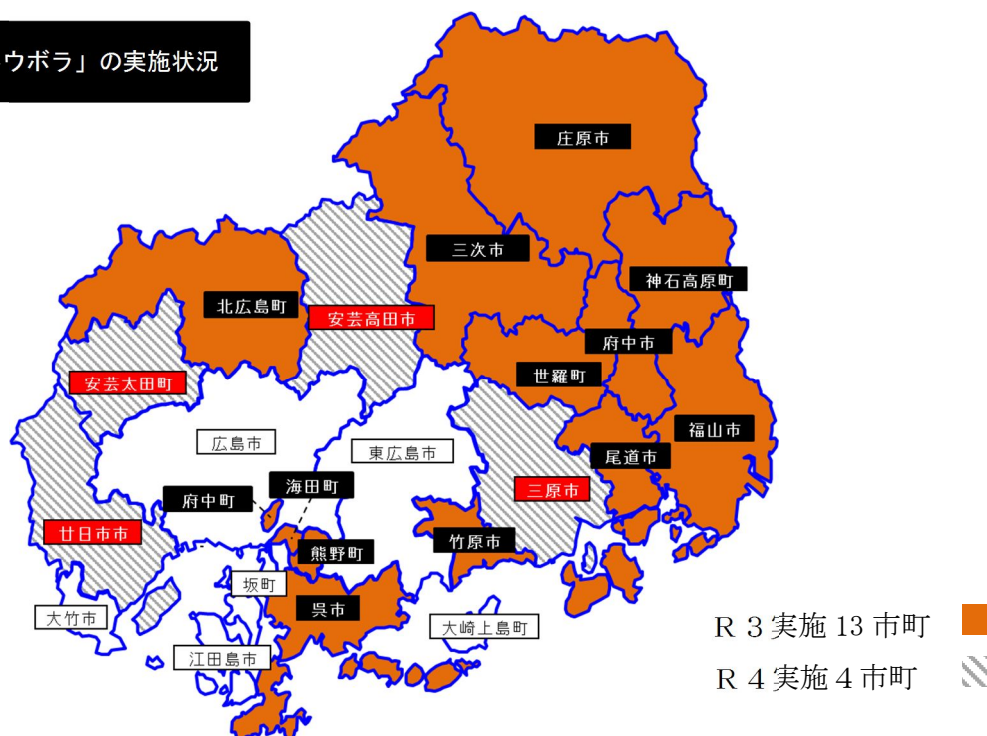 ウボラ」の実施状況
庄原市
三次市
神石高原町
北広島町
安芸高田市
府中市
世羅町
安芸太田町
福山市
広島市
東広島市
尾道市
海田町
三原市
府中町
廿日市市
竹原市
熊野町
坂町
呉市
大竹市
大崎上島町
江田島市
R3実施 13 市町
R4実施4市町